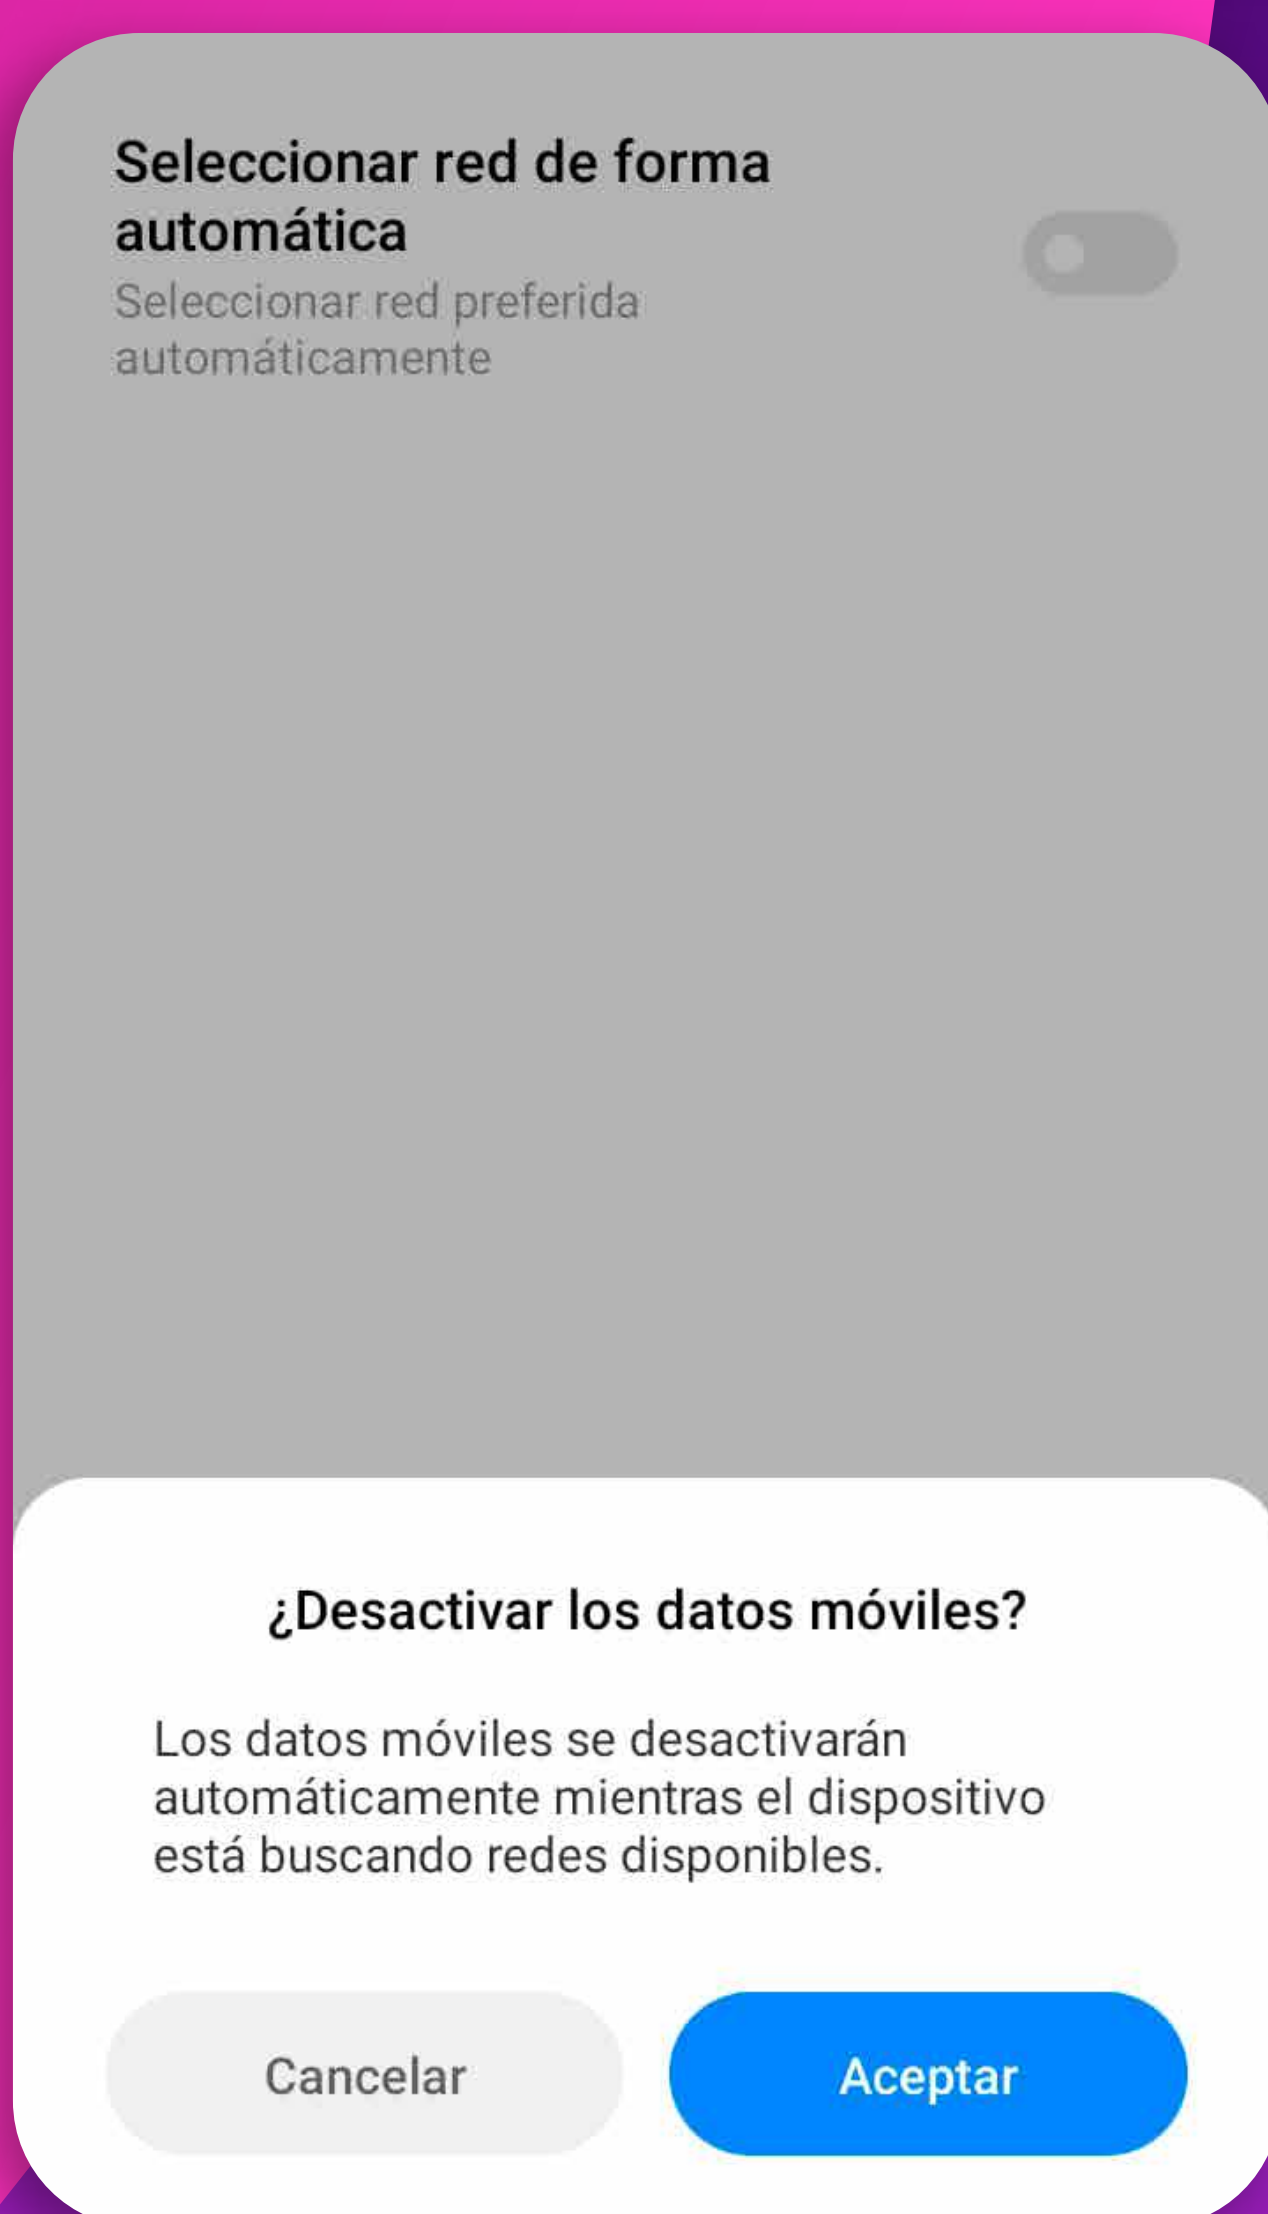 Seleccionar red de forma
automática
Seleccionar red preferida
automáticamente
¿Desactivar los datos móviles?
Los datos móviles se desactivarán
automáticamente mientras el dispositivo
está buscando redes disponibles.
Cancelar
Aceptar